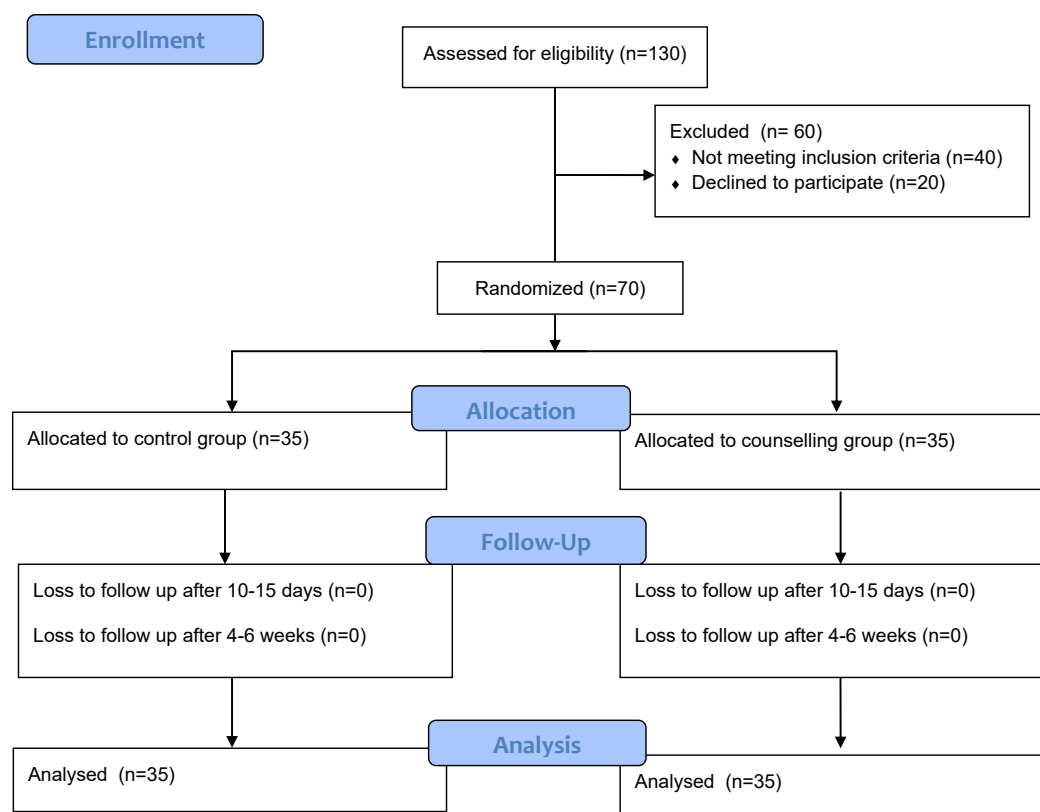 Enrollment
Assessed for eligibility (n=130)
Excluded (n= 60)
♦ Not meeting inclusion criteria (n=40)
♦ Declined to participate (n=20)
Randomized (n=70)
Allocation
Allocated to control group (n=35)
Allocated to counselling group (n=35)
Follow-Up
Loss to follow up after 10-15 days (n=0)
Loss to follow up after 4-6 weeks (n=0)
Loss to follow up after 10-15 days (n=0)
Loss to follow up after 4-6 weeks (n=0)
Analysis
Analysed (n=35)
Analysed (n=35)